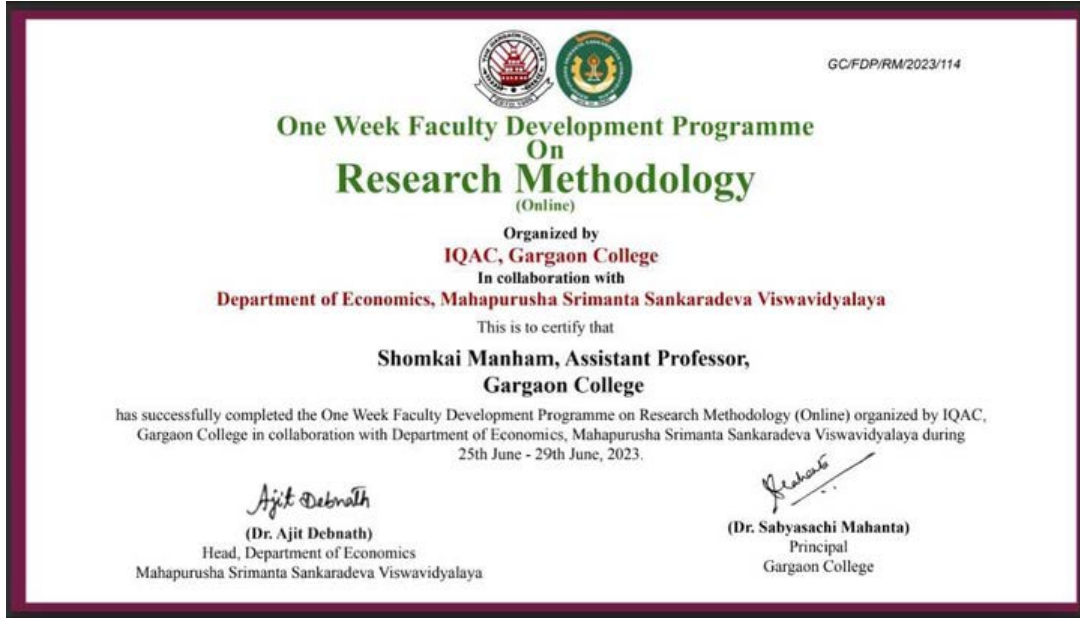 GC/FDP/RM/2023/114
One Week Faculty Development Programme
On
Research Methodology
(Online)
Organized by
IQAC, Gargaon College
In collaboration with
Department of Economics, Mahapurusha Srimanta Sankaradeva Viswavidyalaya
This is to certify that
Shomkai Manham, Assistant Professor,
Gargaon College
has successfully completed the One Week Faculty Development Programme on Research Methodology (Online) organized by IQAC,
Gargaon College in collaboration with Department of Economics, Mahapurusha Srimanta Sankaradeva Viswavidyalaya during
25th June - 29th June, 2023.
Ajit Debnath
(Dr. Ajit Debnath)
Head, Department of Economics
Mahapurusha Srimanta Sankaradeva Viswavidyalaya
(Dr. Sabyasachi Mahanta)
Principal
Gargaon College